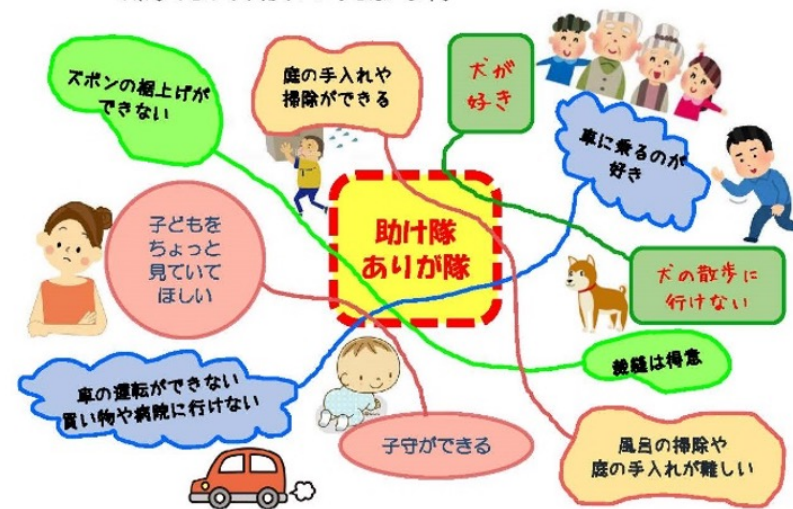 ズボンの裾上げが
できない
庭の手入れや
掃除ができる
犬が
好き
車に乗るのが
好き
子どもを
ちょっと
見ていて
ほしい
助け隊
ありが隊
犬の散歩に
行けない
裁縫は得意
車の運転ができない
買い物や病院に行けない
子守ができる
風呂の掃除や
庭の手入れが難しい